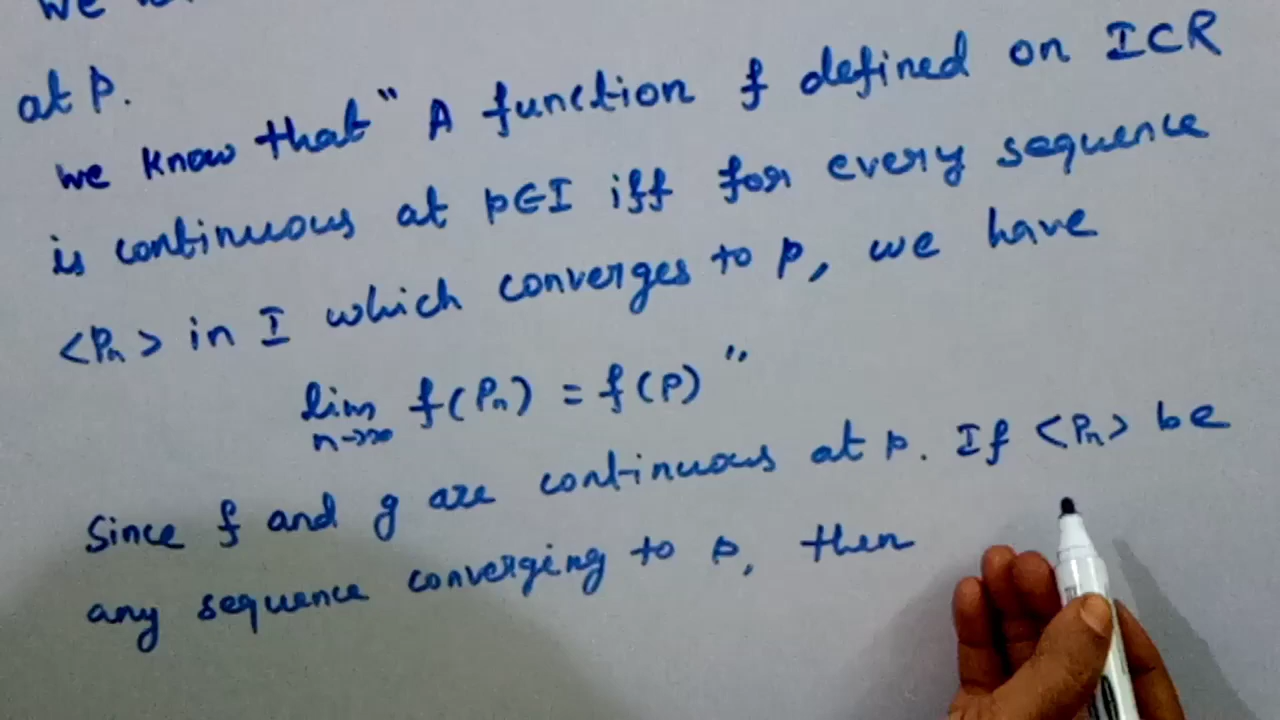 we
at p.
we know that " A function f defined on I⊂R
is continuous at p∈I iff for every sequence
<Pn> in I which converges to p, we have
lim n→∞ f(Pn) = f(p) "
Since f and g are continuous at p. If <Pn> be
any sequence converging to p, then